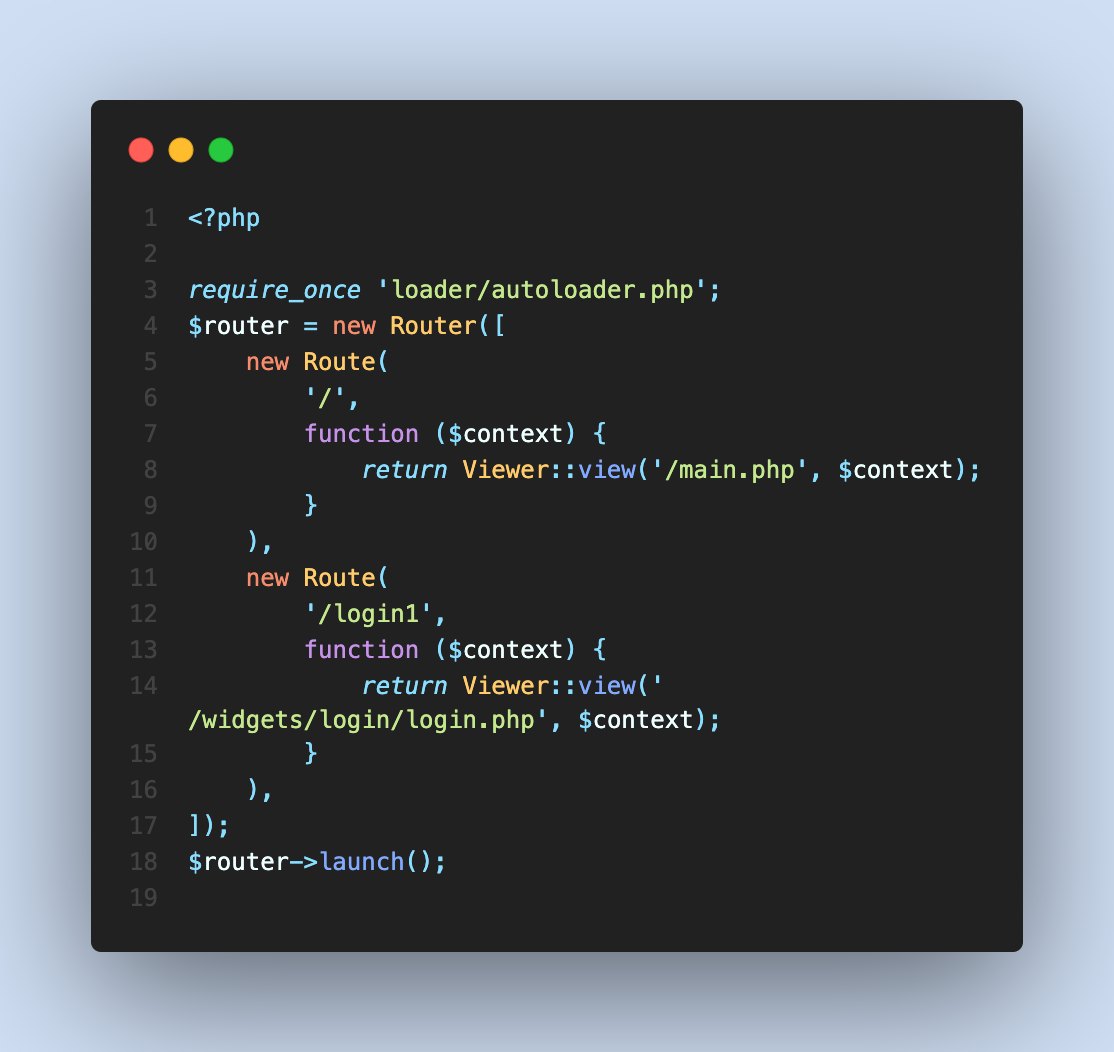 1 <?php
2
3 require_once 'loader/autoloader.php';
4 $router = new Router([
5     new Route(
6         '/',
7         function ($context) {
8             return Viewer::view('/main.php', $context);
9         }
10     ),
11     new Route(
12         '/login1',
13         function ($context) {
14             return Viewer::view('
/widgets/login/login.php', $context);
15         }
16     ),
17 ]);
18 $router->launch();
19